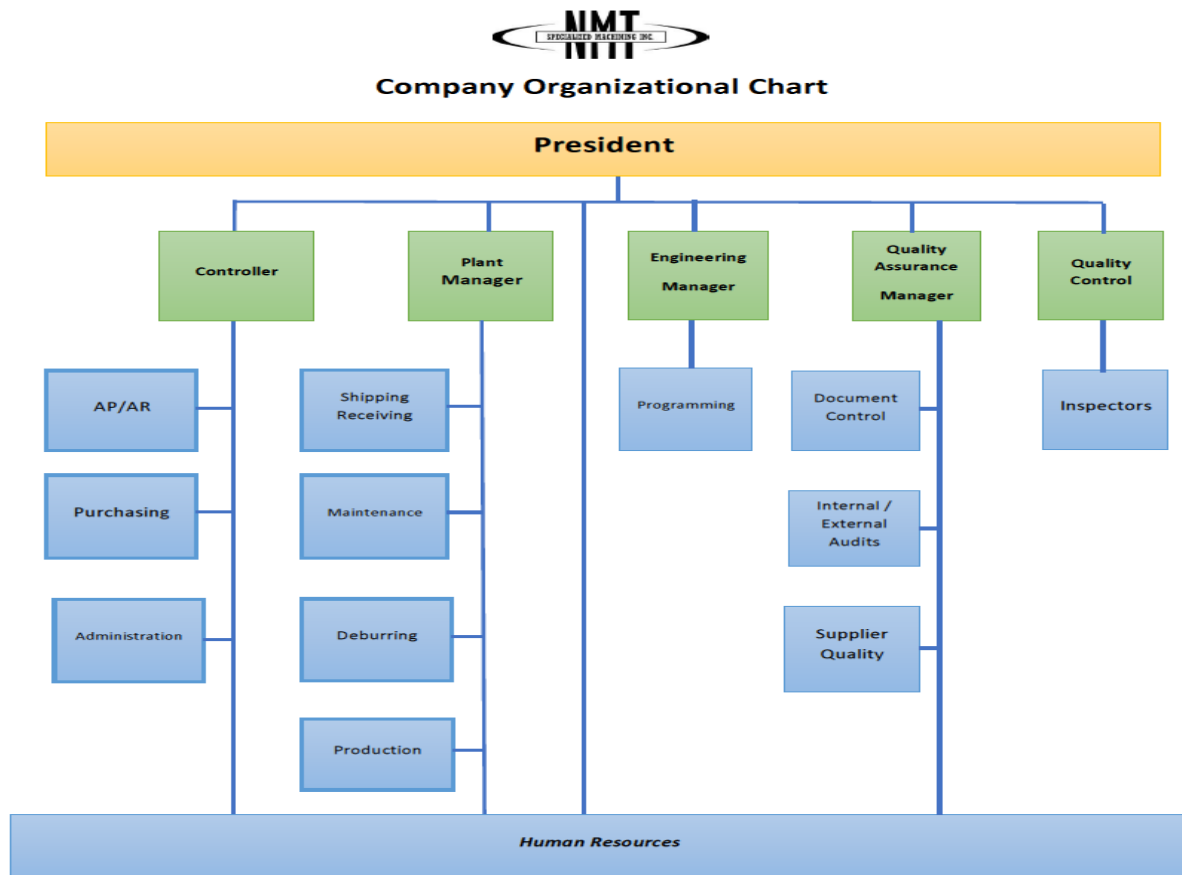 NMT
SPECIALIZED MACHINING INC.
Company Organizational Chart
President
Controller
Plant
Manager
Engineering
Manager
Quality
Assurance
Manager
Quality
Control
AP/AR
Shipping
Receiving
Programming
Document
Control
Inspectors
Purchasing
Maintenance
Internal /
External
Audits
Administration
Deburring
Supplier
Quality
Production
Human Resources